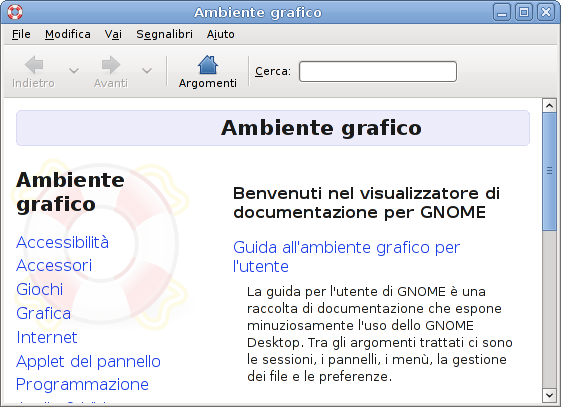 Ambiente grafico
File Modifica Vai Segnalibri Aiuto
Indietro Avanti Argomenti Cerca:
Ambiente grafico
Ambiente
grafico
Accessibilità
Accessori
Giochi
Grafica
Internet
Applet del pannello
Programmazione
Benvenuti nel visualizzatore di
documentazione per GNOME
Guida all'ambiente grafico per
l'utente
La guida per l'utente di GNOME è una
raccolta di documentazione che espone
minuziosamente l'uso dello GNOME
Desktop. Tra gli argomenti trattati ci sono
le sessioni, i pannelli, i menù, la gestione
dei file e le preferenze.